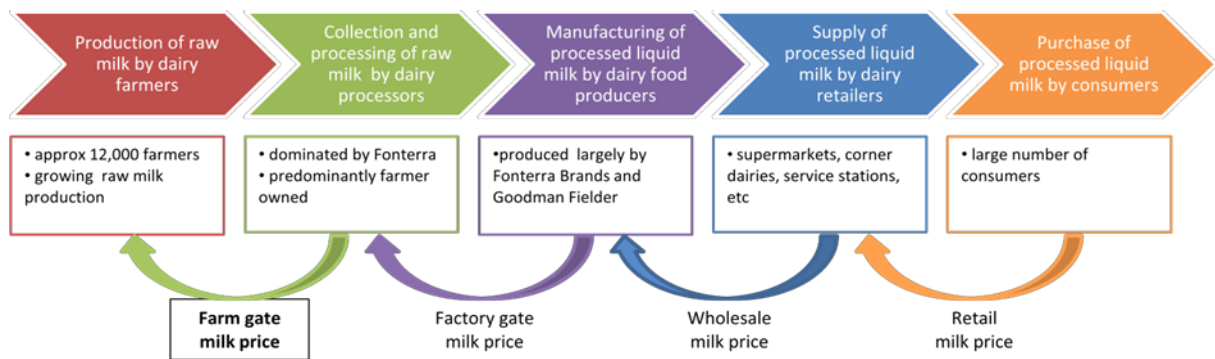 Production of raw
milk by dairy
farmers
Collection and
processing of raw
milk by dairy
processors
Manufacturing of
processed liquid
milk by dairy food
producers
Supply of
processed liquid
milk by dairy
retailers
Purchase of
processed liquid
milk by consumers
• approx 12,000 farmers
• growing raw milk
production
• dominated by Fonterra
• predominantly farmer
owned
•produced largely by
Fonterra Brands and
Goodman Fielder
• supermarkets, corner
dairies, service stations,
etc
• large number of
consumers
Farm gate
milk price
Factory gate
milk price
Wholesale
milk price
Retail
milk price